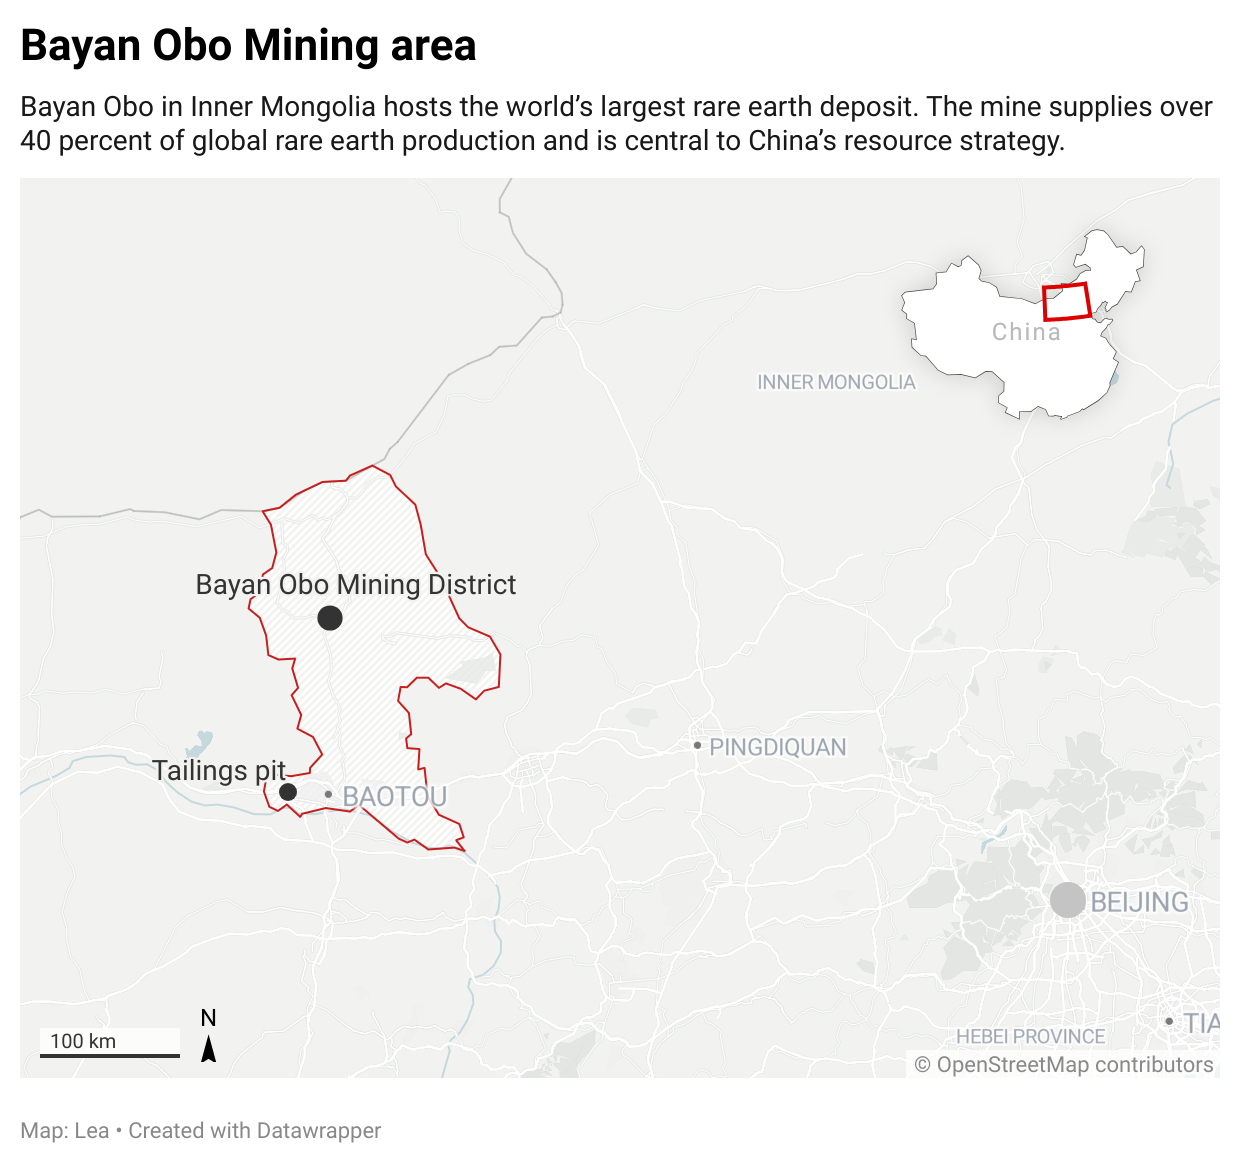 Bayan Obo Mining area
Bayan Obo in Inner Mongolia hosts the world’s largest rare earth deposit. The mine supplies over
40 percent of global rare earth production and is central to China’s resource strategy.
China
INNER MONGOLIA
Bayan Obo Mining District
PINGDIQUAN
Tailings pit
BAOTOU
BEIJING
N
100 km
TIA
HEBEI PROVINCE
© OpenStreetMap contributors
Map: Lea • Created with Datawrapper